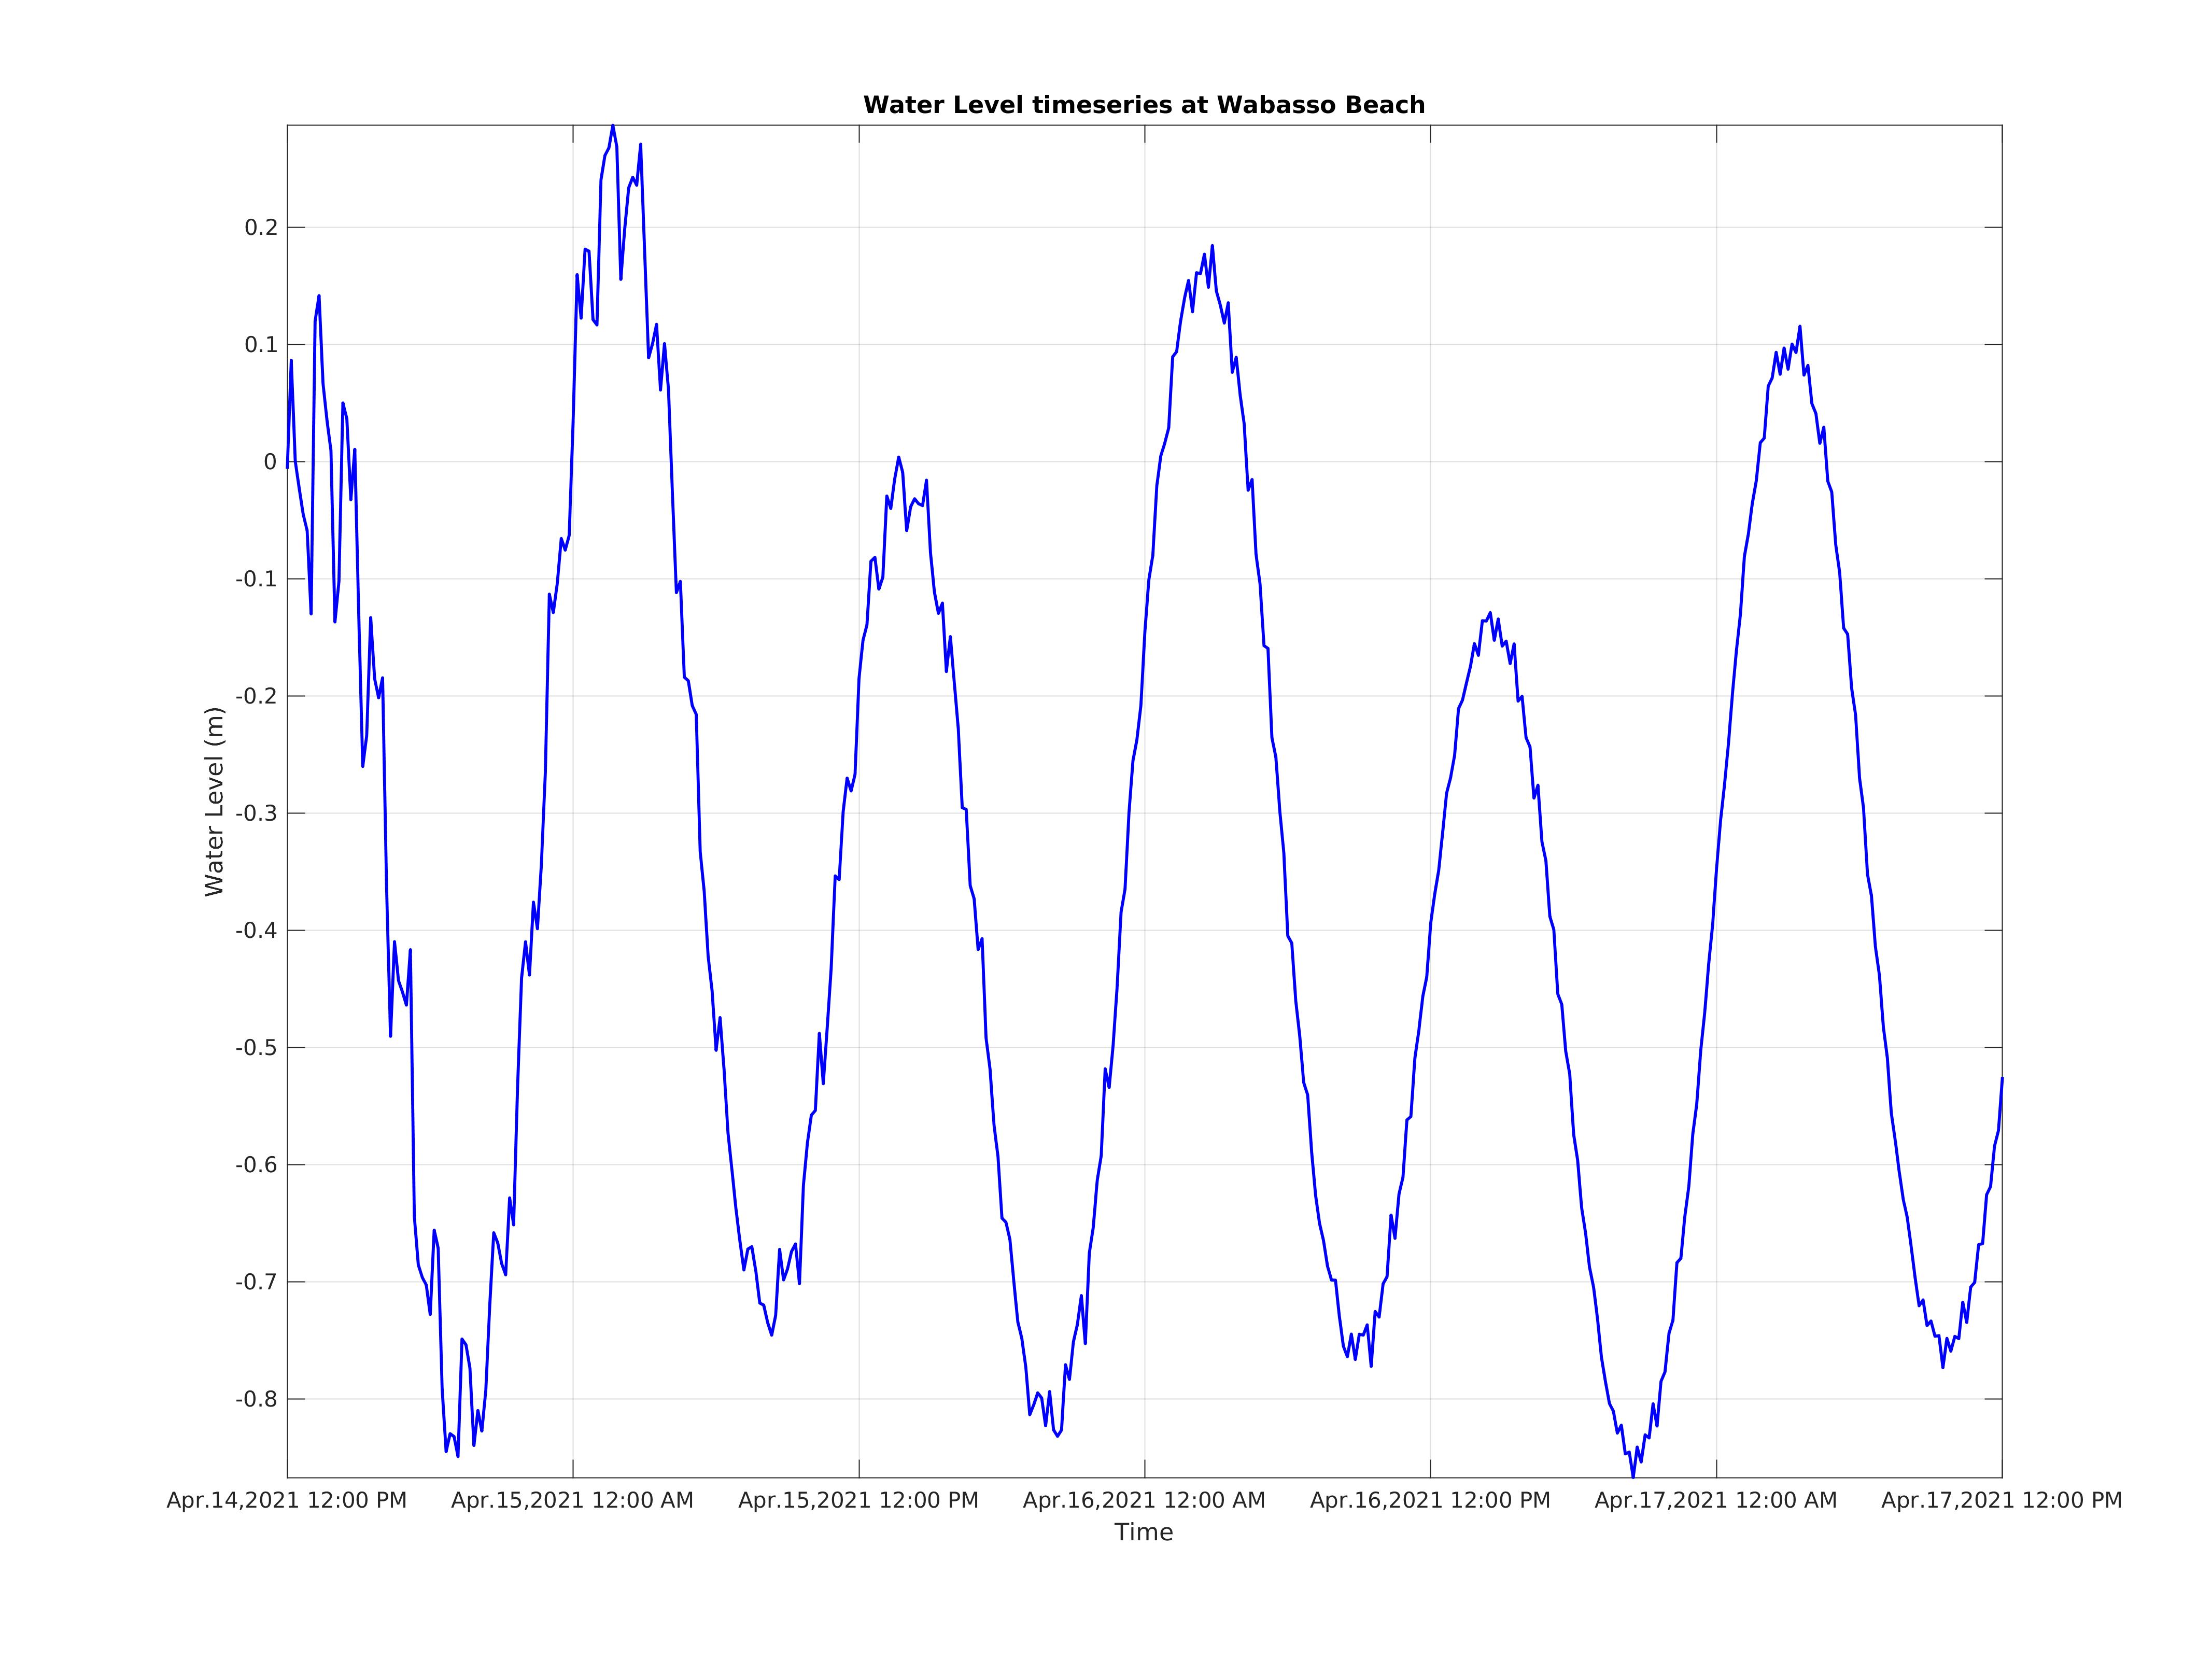 Water Level timeseries at Wabasso Beach
0.2
0.1
0
-0.1
-0.2
-0.3
-0.4
-0.5
-0.6
-0.7
-0.8
Water Level (m)
Apr.14,2021 12:00 PM
Apr.15,2021 12:00 AM
Apr.15,2021 12:00 PM
Apr.16,2021 12:00 AM
Apr.16,2021 12:00 PM
Apr.17,2021 12:00 AM
Apr.17,2021 12:00 PM
Time